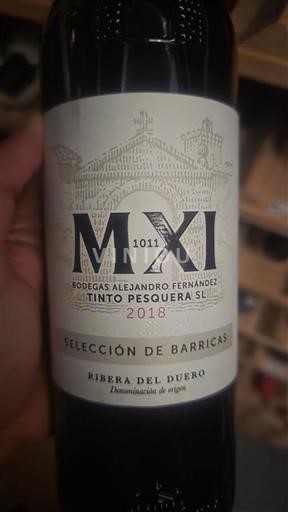 MXI
1011
BODEGAS ALEJANDRO FERNÁNDEZ
TINTO PESQUERA SL
2018
SELECCIÓN DE BARRICAS
RIBERA DEL DUERO
Denominación de origen